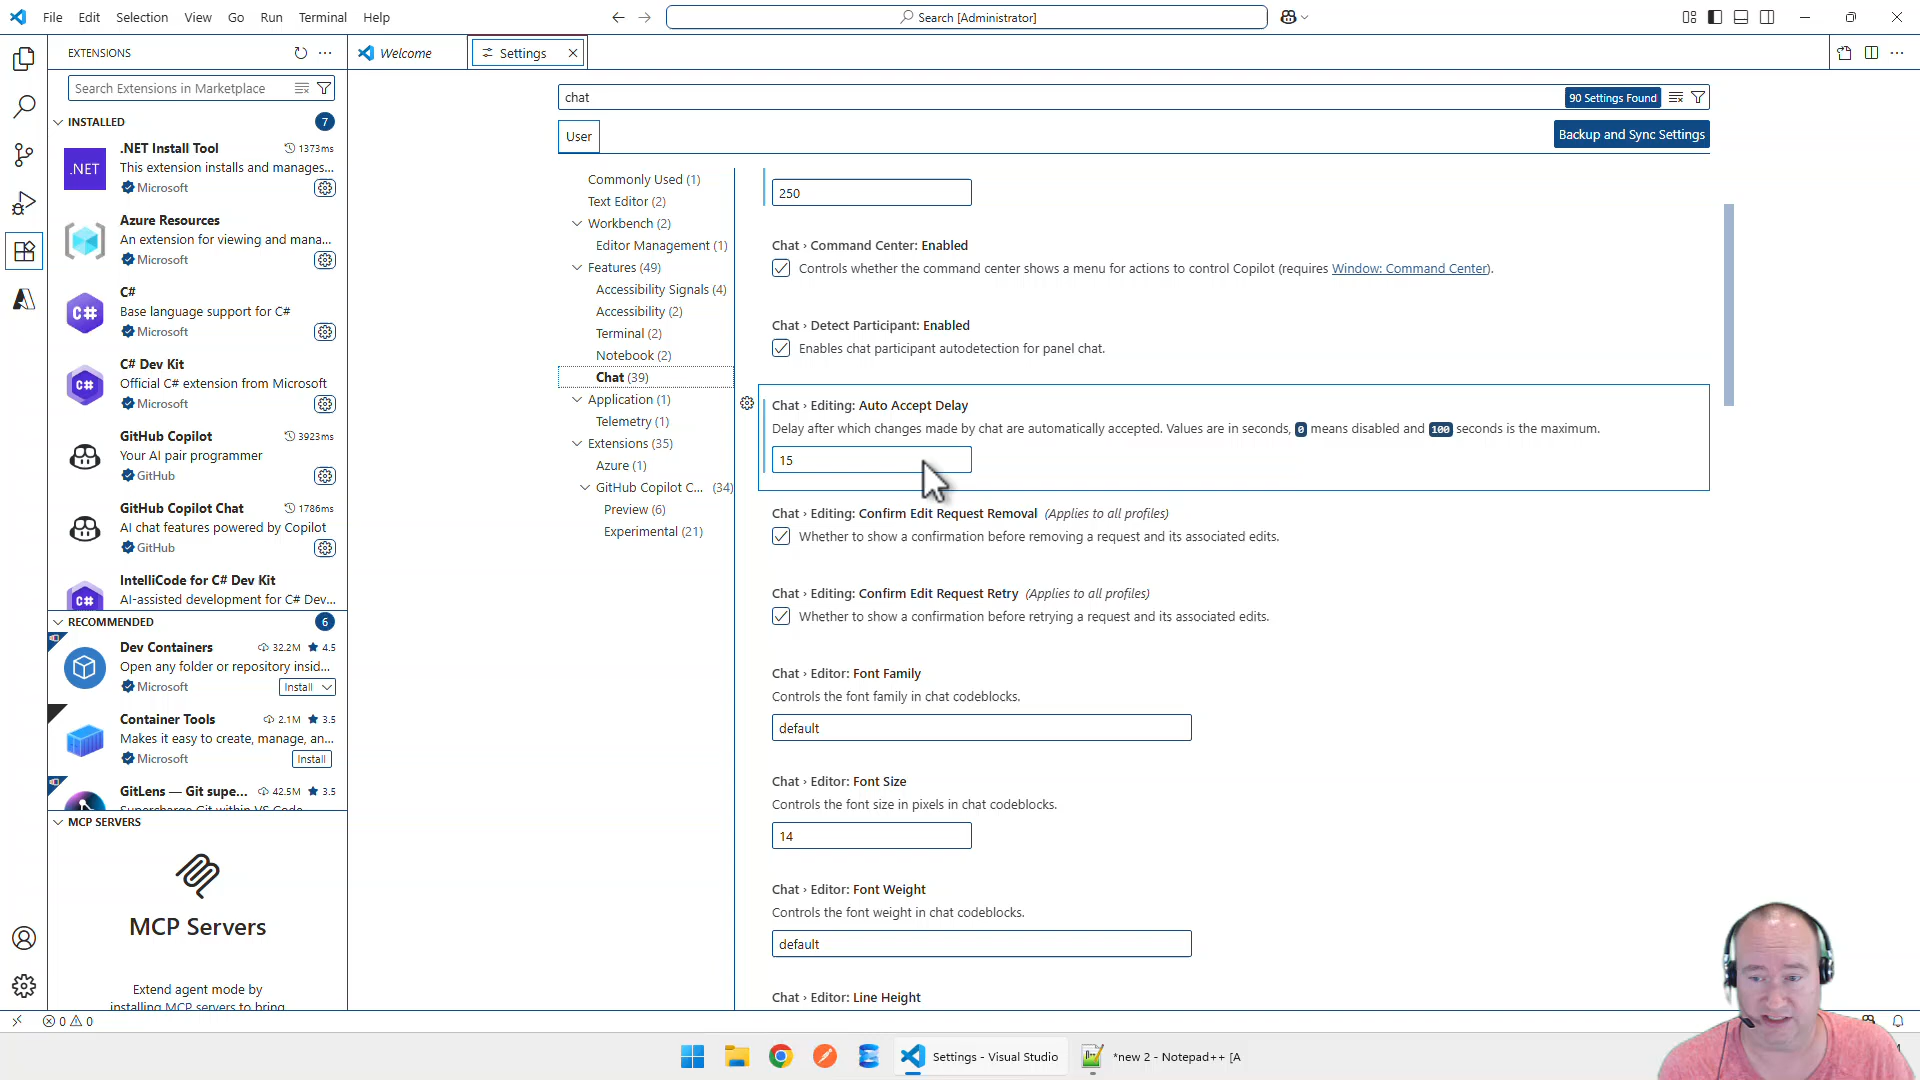 File Edit Selection View Go Run Terminal Help
Search [Administrator]
EXTENSIONS
Search Extensions in Marketplace
INSTALLED 7
.NET
.NET Install Tool 1373ms
This extension installs and manages...
Microsoft
Azure Resources
An extension for viewing and mana...
Microsoft
C#
C#
Base language support for C#
Microsoft
C#
C# Dev Kit
Official C# extension from Microsoft
Microsoft
GitHub Copilot 3923ms
Your AI pair programmer
GitHub
GitHub Copilot Chat 1786ms
AI chat features powered by Copilot
GitHub
C#
IntelliCode for C# Dev Kit
AI-assisted development for C# Dev...
RECOMMENDED 6
Dev Containers 32.2M 4.5
Open any folder or repository insid...
Microsoft Install
Container Tools 2.1M 3.5
Makes it easy to create, manage, an...
Microsoft Install
GitLens — Git supe... 42.5M 3.5
Supercharge Git within VS Code
MCP SERVERS
MCP Servers
Extend agent mode by
installing MCP servers to bring
Welcome
Settings
chat
90 Settings Found
User
Backup and Sync Settings
Commonly Used (1)
Text Editor (2)
Workbench (2)
Editor Management (1)
Features (49)
Accessibility Signals (4)
Accessibility (2)
Terminal (2)
Notebook (2)
Chat (39)
Application (1)
Telemetry (1)
Extensions (35)
Azure (1)
GitHub Copilot C... (34)
Preview (6)
Experimental (21)
250
Chat › Command Center: Enabled
Controls whether the command center shows a menu for actions to control Copilot (requires Window: Command Center).
Chat › Detect Participant: Enabled
Enables chat participant autodetection for panel chat.
Chat › Editing: Auto Accept Delay
Delay after which changes made by chat are automatically accepted. Values are in seconds, 0 means disabled and 100 seconds is the maximum.
15
Chat › Editing: Confirm Edit Request Removal (Applies to all profiles)
Whether to show a confirmation before removing a request and its associated edits.
Chat › Editing: Confirm Edit Request Retry (Applies to all profiles)
Whether to show a confirmation before retrying a request and its associated edits.
Chat › Editor: Font Family
Controls the font family in chat codeblocks.
default
Chat › Editor: Font Size
Controls the font size in pixels in chat codeblocks.
14
Chat › Editor: Font Weight
Controls the font weight in chat codeblocks.
default
Chat › Editor: Line Height
0 0
Settings - Visual Studio
*new 2 - Notepad++ [A